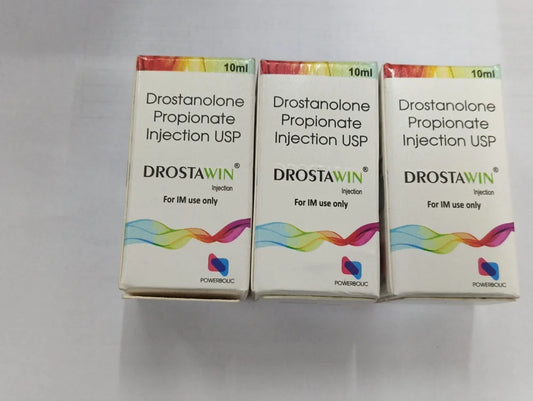 10ml
Drostanolone
Propionate
Injection USP
DROSTAWIN®
Injection
For IM use only
POWERBOLIC
10ml
Drostanolone
Propionate
Injection USP
DROSTAWIN®
Injection
For IM use only
POWERBOLIC
10ml
Drostanolone
Propionate
Injection USP
DROSTAWIN®
Injection
For IM use only
POWERBOLIC